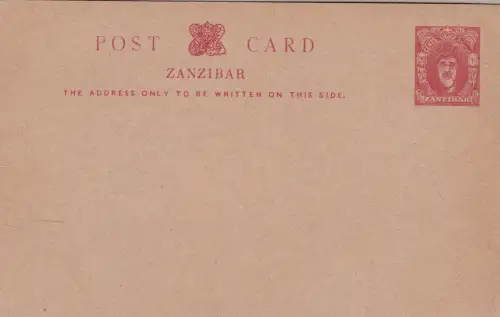 POST CARD
ZANZIBAR
THE ADDRESS ONLY TO BE WRITTEN ON THIS SIDE.
ZANZIBAR